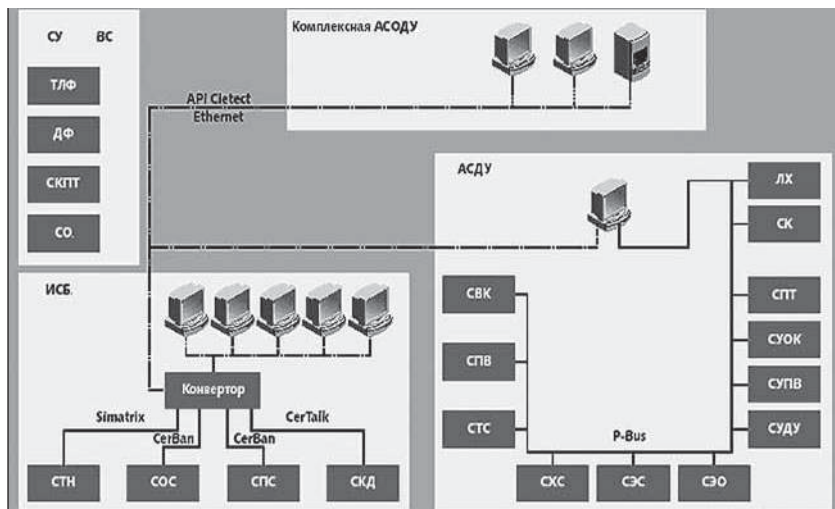 СУ ВС
ТЛФ
ДФ
СКПТ
СО.
Комплексная АСОДУ
API Cietect
Ethernet
АСДУ
ЛХ
СК
СПТ
СУОК
СУПВ
СУДУ
СВК
СПВ
СТС
P-Bus
СХС
СЭС
СЭО
ИСБ.
Конвертор
Simatrix
CerBan
CerBan
CerTalk
СТН
СОС
СПС
СКД